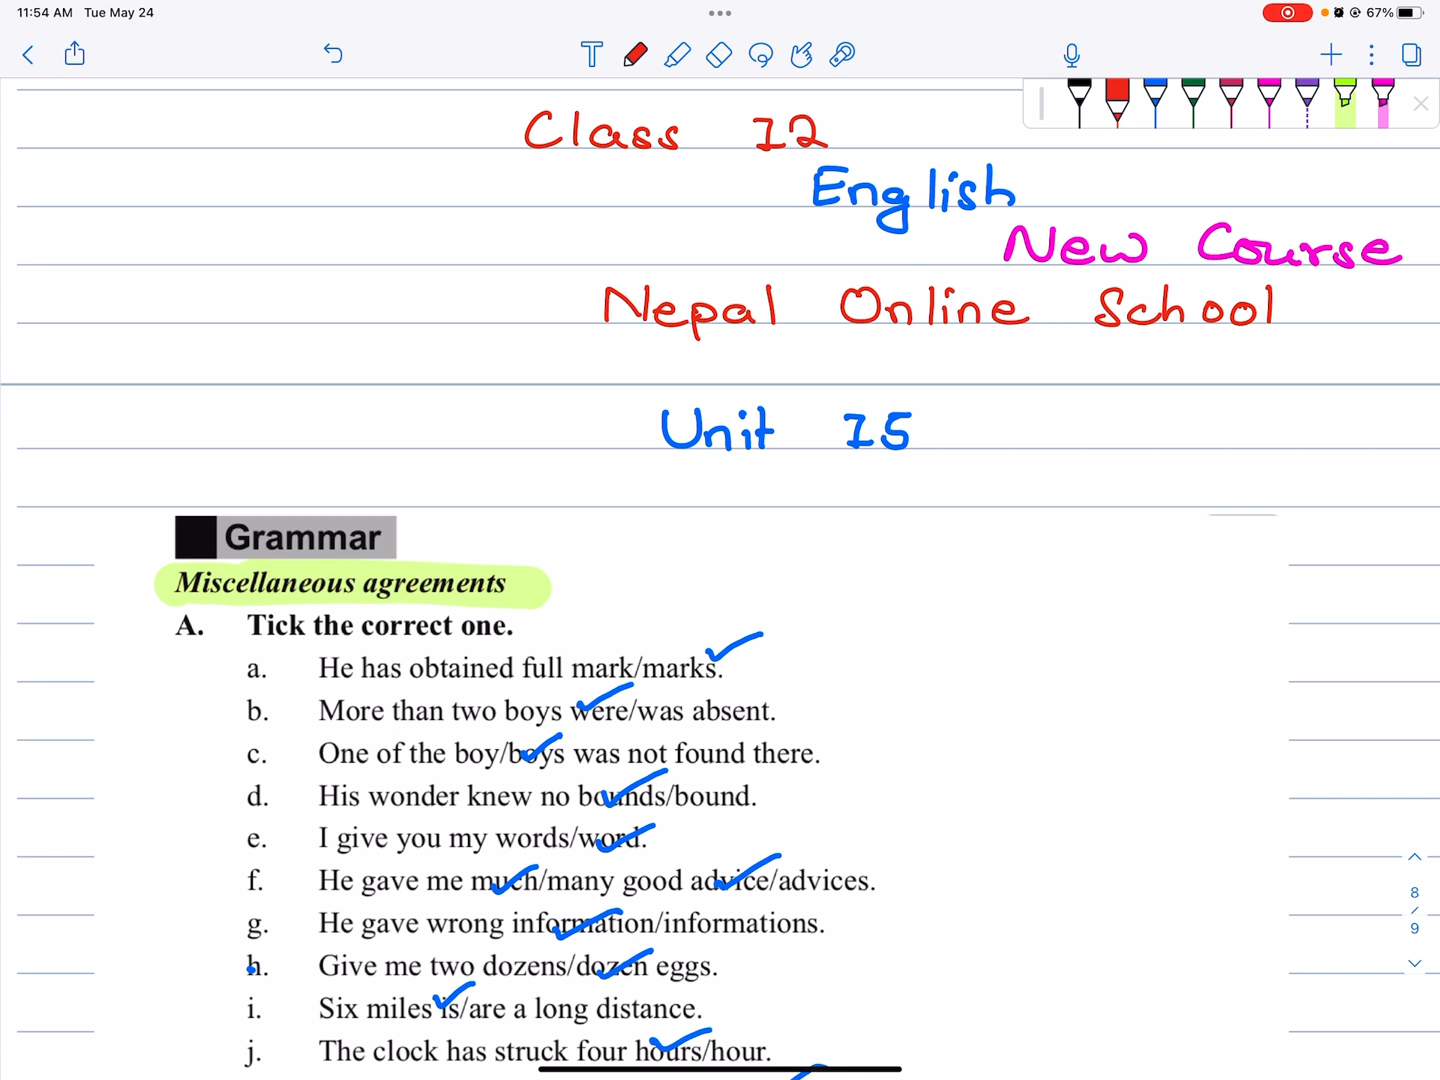 11:54 AM Tue May 24
67%
Class 12
English
New Course
Nepal Online School
Unit 15
Grammar
Miscellaneous agreements
A. Tick the correct one.
a. He has obtained full mark/marks.
b. More than two boys were/was absent.
c. One of the boy/boys was not found there.
d. His wonder knew no bounds/bound.
e. I give you my words/word.
f. He gave me much/many good advice/advices.
g. He gave wrong information/informations.
h. Give me two dozens/dozen eggs.
i. Six miles is/are a long distance.
j. The clock has struck four hours/hour.
8
/
9